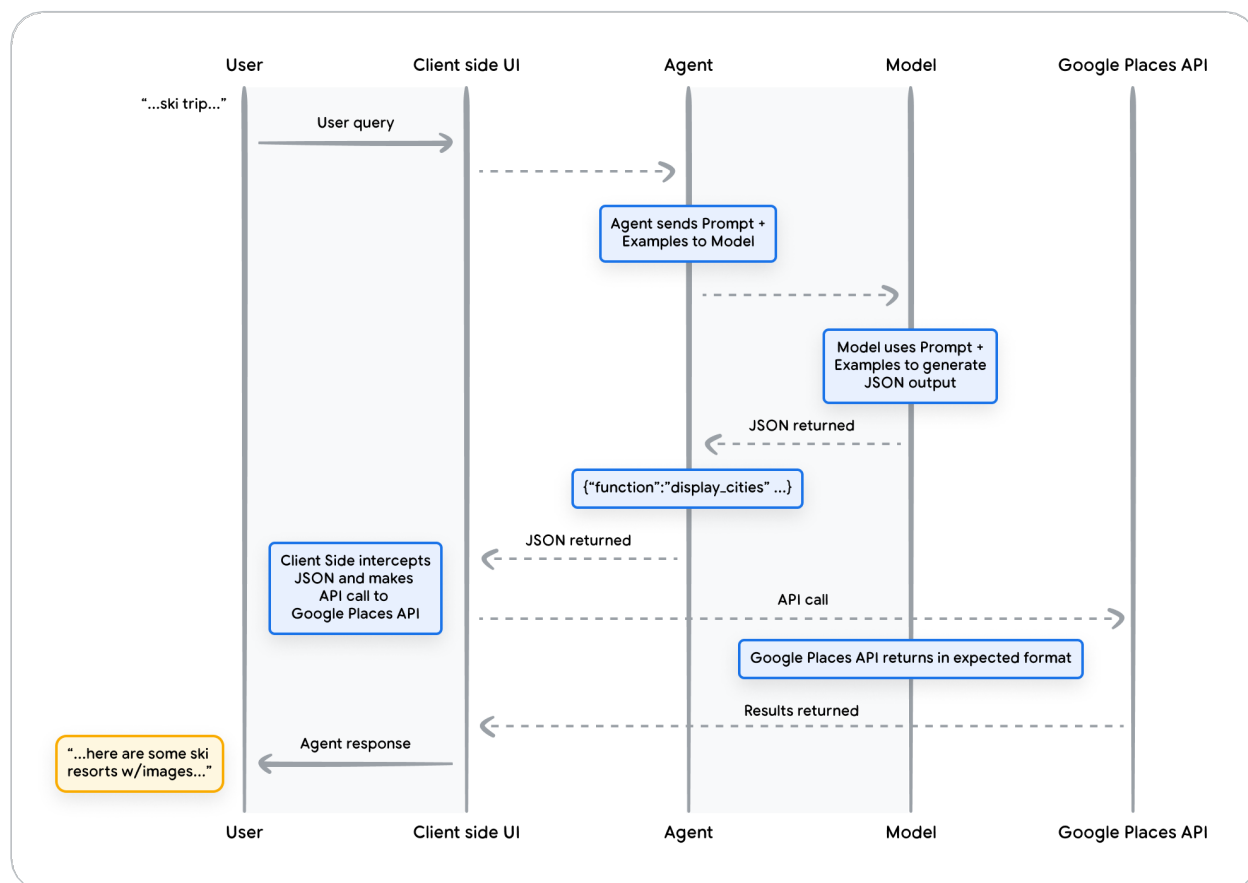 User
Client side UI
Agent
Model
Google Places API
“...ski trip...”
User query
Agent sends Prompt +
Examples to Model
Model uses Prompt +
Examples to generate
JSON output
JSON returned
{“function”:”display_cities” ...}
JSON returned
Client Side intercepts
JSON and makes
API call to
Google Places API
API call
Google Places API returns in expected format
Results returned
Agent response
“...here are some ski
resorts w/images...”
User
Client side UI
Agent
Model
Google Places API